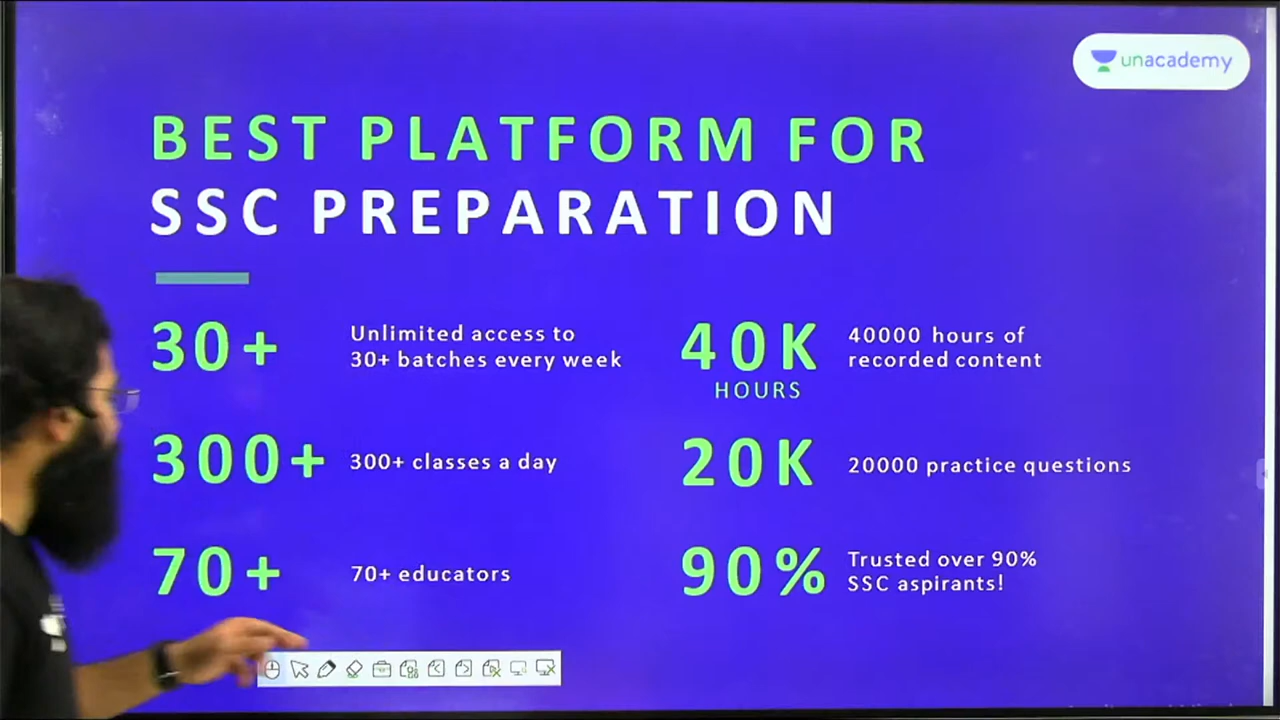 unacademy
BEST PLATFORM FOR
SSC PREPARATION
30+
Unlimited access to
30+ batches every week
40K
HOURS
40000 hours of
recorded content
300+
300+ classes a day
20K
20000 practice questions
70+
70+ educators
90%
Trusted over 90%
SSC aspirants!